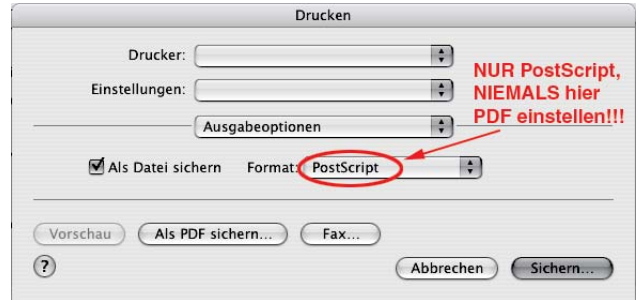 Drucken
Drucker:
Einstellungen:
NUR PostScript,
NIEMALS hier
PDF einstellen!!!
Ausgabeoptionen
Als Datei sichern Format: PostScript
Vorschau Als PDF sichern... Fax...
? Abbrechen Sichern...